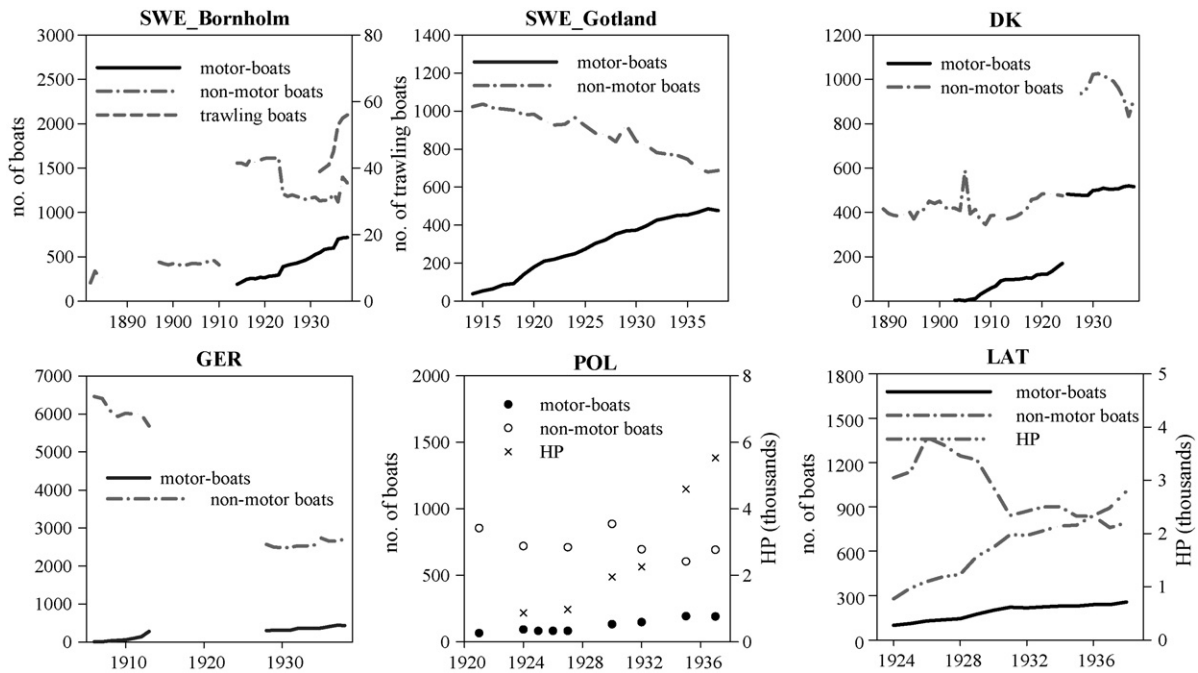 SWE_Bornholm
3000
2500
2000
1500
1000
500
0
80
60
40
20
0
no. of boats
no. of trawling boats
motor-boats
non-motor boats
trawling boats
1890 1900 1910 1920 1930
SWE_Gotland
1400
1200
1000
800
600
400
200
0
motor-boats
non-motor boats
1915 1920 1925 1930 1935
DK
1200
1000
800
600
400
200
0
motor-boats
non-motor boats
1890 1900 1910 1920 1930
GER
7000
6000
5000
4000
3000
2000
1000
0
motor-boats
non-motor boats
1910 1920 1930
POL
2000
1500
1000
500
0
8
6
4
2
0
no. of boats
HP (thousands)
motor-boats
non-motor boats
HP
1920 1924 1928 1932 1936
LAT
1800
1500
1200
900
600
300
0
5
4
3
2
1
0
no. of boats
HP (thousands)
motor-boats
non-motor boats
HP
1924 1928 1932 1936